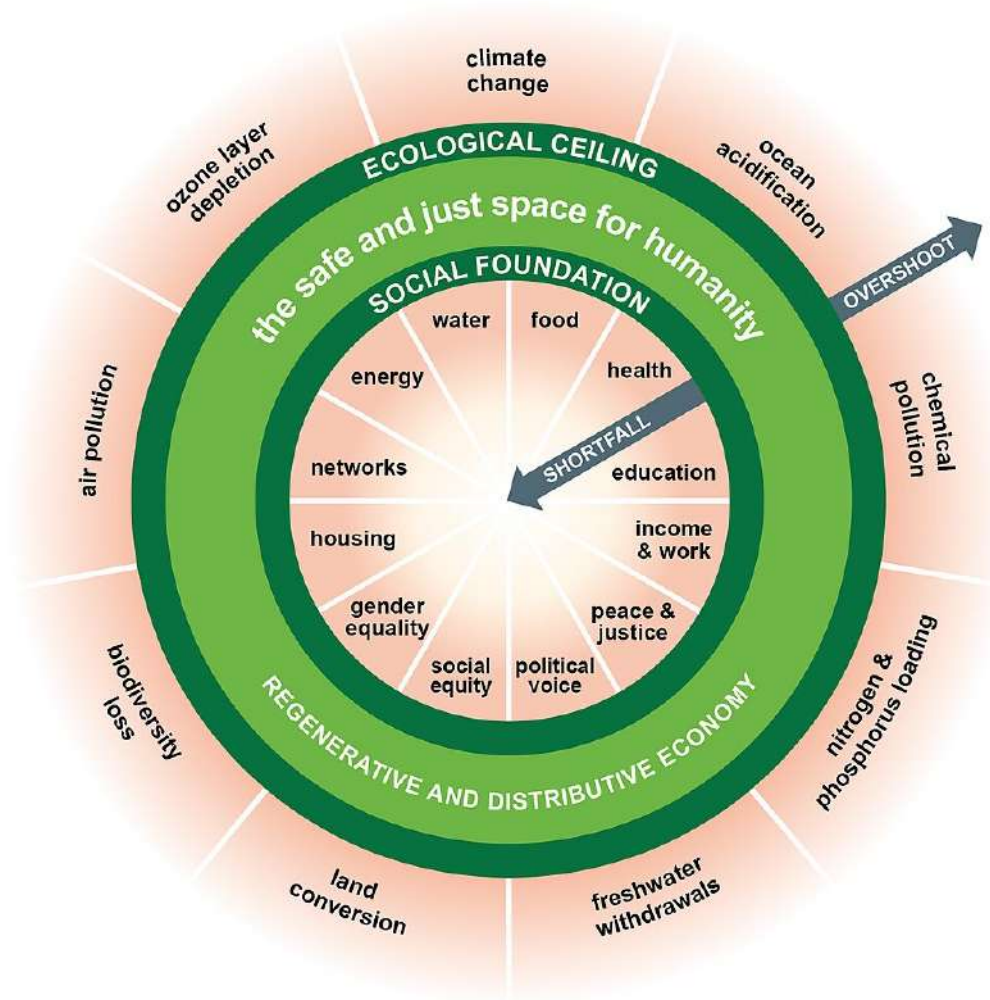 climate
change
ozone layer
depletion
ocean
acidification
ECOLOGICAL CEILING
the safe and just space for humanity
OVERSHOOT
SOCIAL FOUNDATION
water
food
energy
health
SHORTFALL
air pollution
chemical
pollution
networks
education
housing
income
& work
gender
equality
peace &
justice
social
equity
political
voice
biodiversity
loss
nitrogen &
phosphorus loading
REGENERATIVE AND DISTRIBUTIVE ECONOMY
land
conversion
freshwater
withdrawals